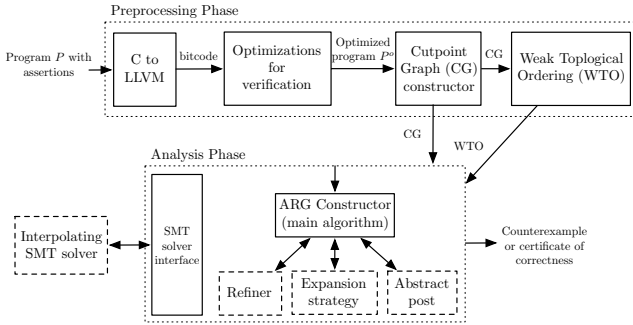 Preprocessing Phase
Program P with
assertions
C to
LLVM
bitcode
Optimizations
for
verification
Optimized
program Pᵒ
Cutpoint
Graph (CG)
constructor
CG
Weak Toplogical
Ordering (WTO)
CG
WTO
Analysis Phase
Interpolating
SMT solver
SMT
solver
interface
ARG Constructor
(main algorithm)
Refiner
Expansion
strategy
Abstract
post
Counterexample
or certificate of
correctness